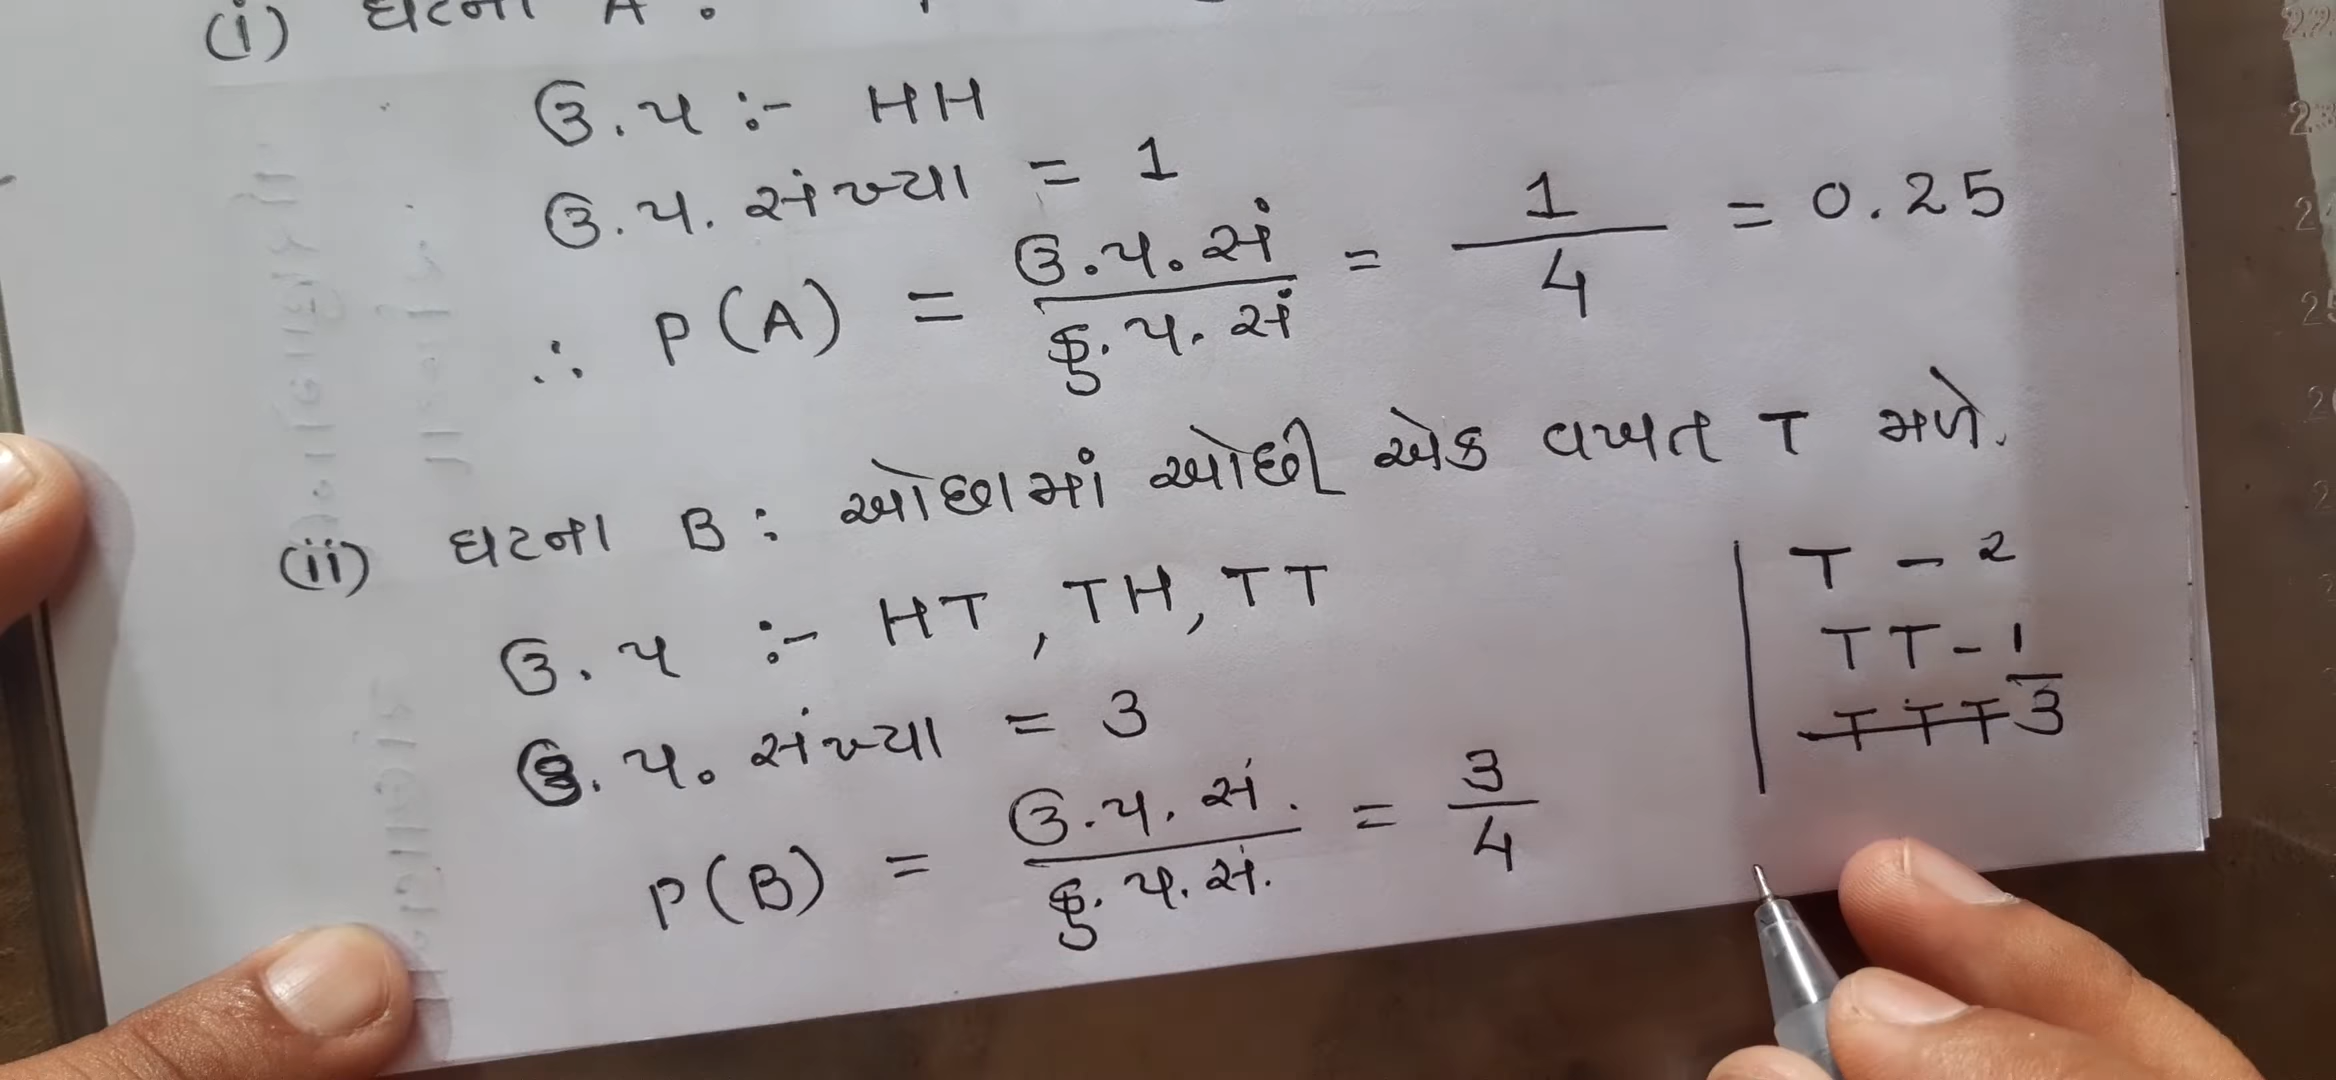 (i) ઘટના A :
ઉ.પ :- HH
ઉ.પ. સંખ્યા = 1
∴ P(A) = ઉ.પ.સં / કુ.પ.સં = 1/4 = 0.25
(ii) ઘટના B : ઓછામાં ઓછી એક વખત T મળે.
ઉ.પ :- HT, TH, TT
ઉ.પ. સંખ્યા = 3
P(B) = ઉ.પ.સં. / કુ.પ.સં. = 3/4
T - 2
TT - 1
TTT 3